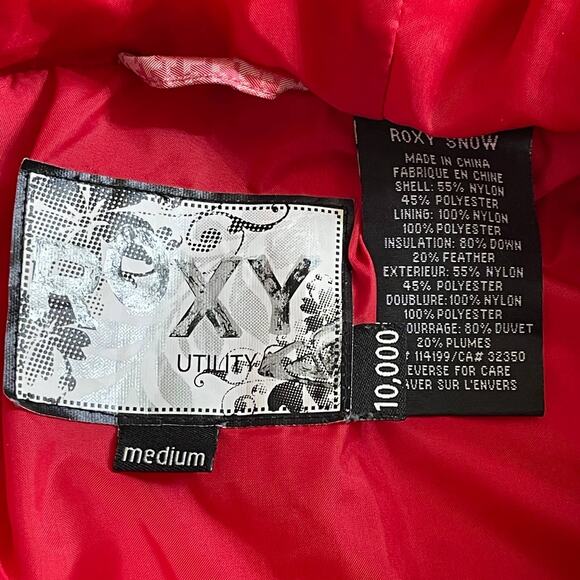 ROXY
UTILITY
medium
10,000
ROXY SNOW
MADE IN CHINA
FABRIQUE EN CHINE
SHELL: 55% NYLON
45% POLYESTER
LINING: 100% NYLON
100% POLYESTER
INSULATION: 80% DOWN
20% FEATHER
EXTERIEUR: 55% NYLON
45% POLYESTER
DOUBLURE: 100% NYLON
100% POLYESTER
OURRAGE: 80% DUVET
20% PLUMES
114199/CA# 32350
EVERSE FOR CARE
AVER SUR L'ENVERS